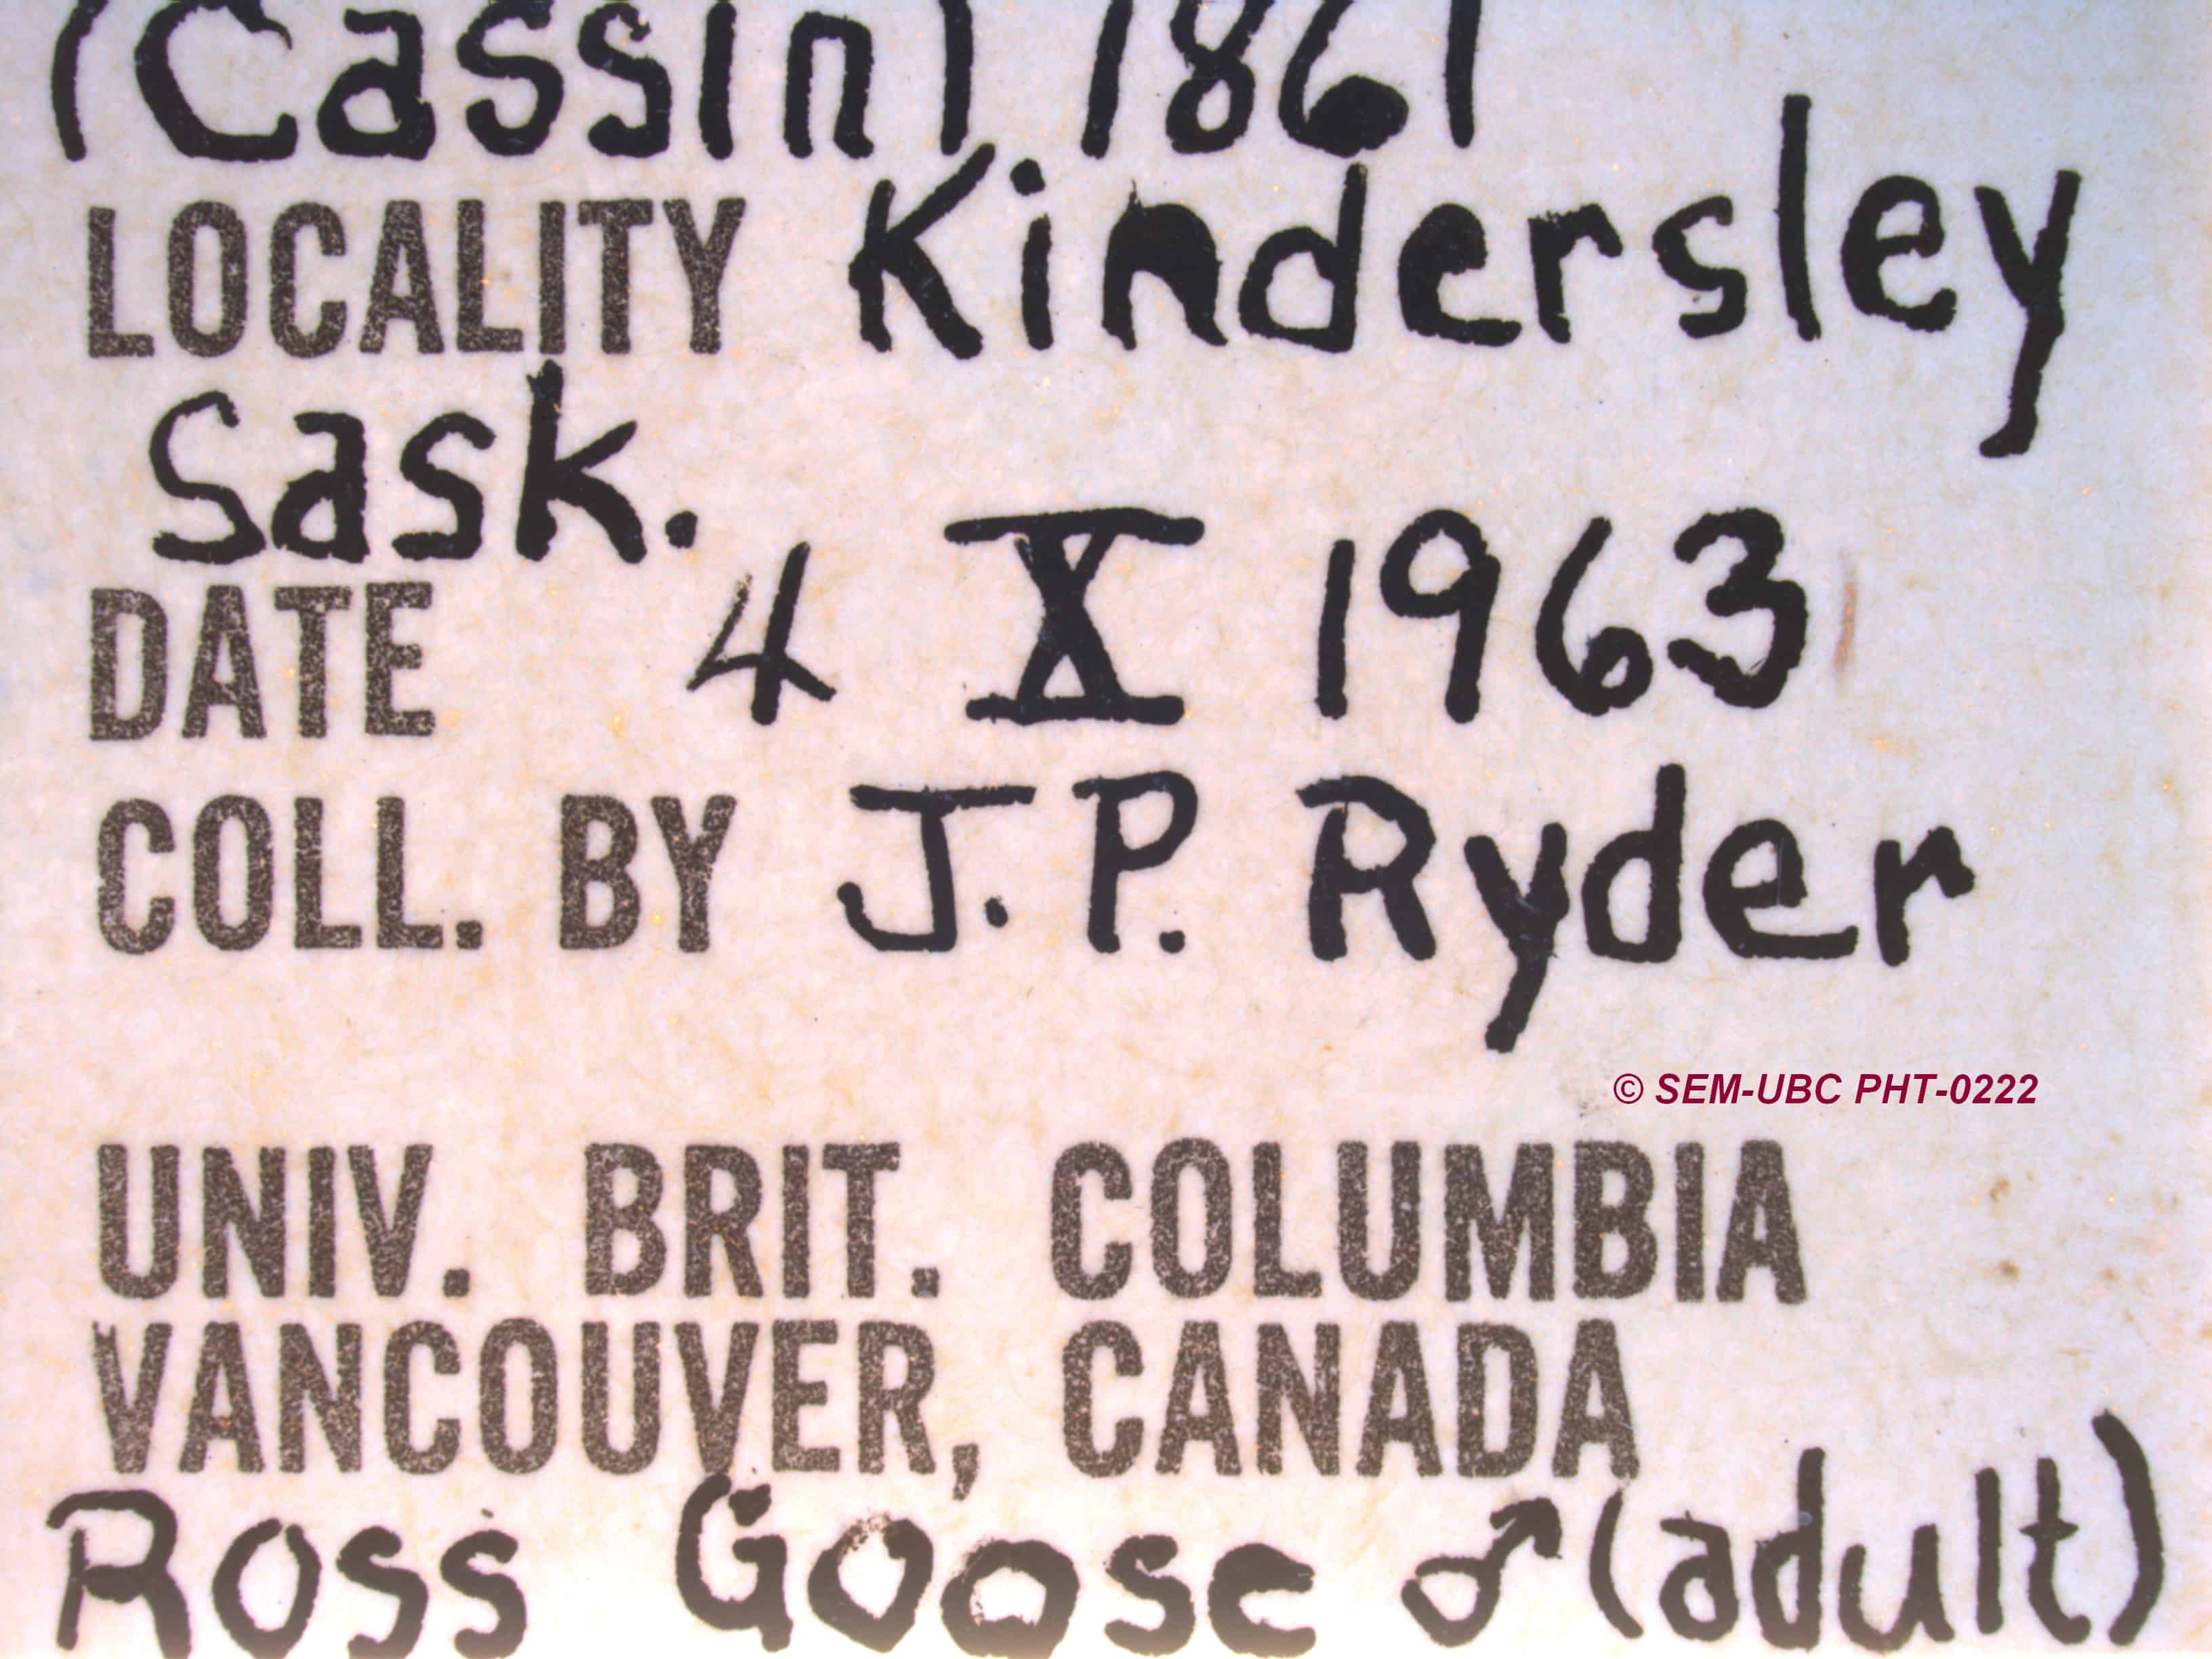 (Cassin) 1861
LOCALITY Kindersley
Sask.
DATE 4 X 1963
COLL. BY J.P. Ryder
© SEM-UBC PHT-0222
UNIV. BRIT. COLUMBIA
VANCOUVER, CANADA
Ross Goose ♂ (adult)